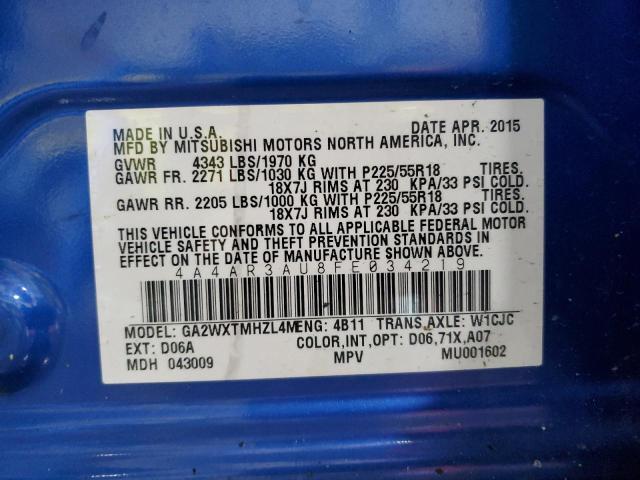 MADE IN U.S.A. DATE APR. 2015
MFD BY MITSUBISHI MOTORS NORTH AMERICA, INC.
GVWR 4343 LBS/1970 KG
GAWR FR. 2271 LBS/1030 KG WITH P225/55R18 TIRES,
18X7J RIMS AT 230 KPA/33 PSI COLD.
GAWR RR. 2205 LBS/1000 KG WITH P225/55R18 TIRES,
18X7J RIMS AT 230 KPA/33 PSI COLD.
THIS VEHICLE CONFORMS TO ALL APPLICABLE FEDERAL MOTOR
VEHICLE SAFETY AND THEFT PREVENTION STANDARDS IN
EFFECT ON THE DATE OF MANUFACTURE SHOWN ABOVE.
4A4AR3AU8FE034219
MODEL: GA2WXTMHZL4M ENG: 4B11 TRANS,AXLE: W1CJC
EXT: D06A COLOR,INT,OPT: D06,71X,A07
MDH 043009 MPV MU001602